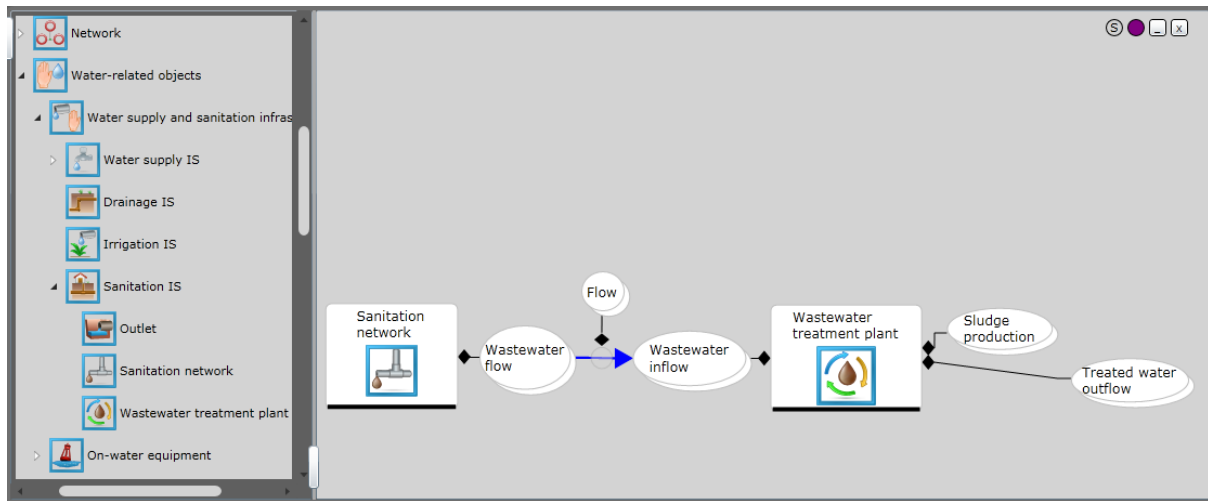 Network
Water-related objects
Water supply and sanitation infras
Water supply IS
Drainage IS
Irrigation IS
Sanitation IS
Outlet
Sanitation network
Wastewater treatment plant
On-water equipment
S
_
x
Flow
Sanitation
network
Wastewater
flow
Wastewater
inflow
Wastewater
treatment plant
Sludge
production
Treated water
outflow